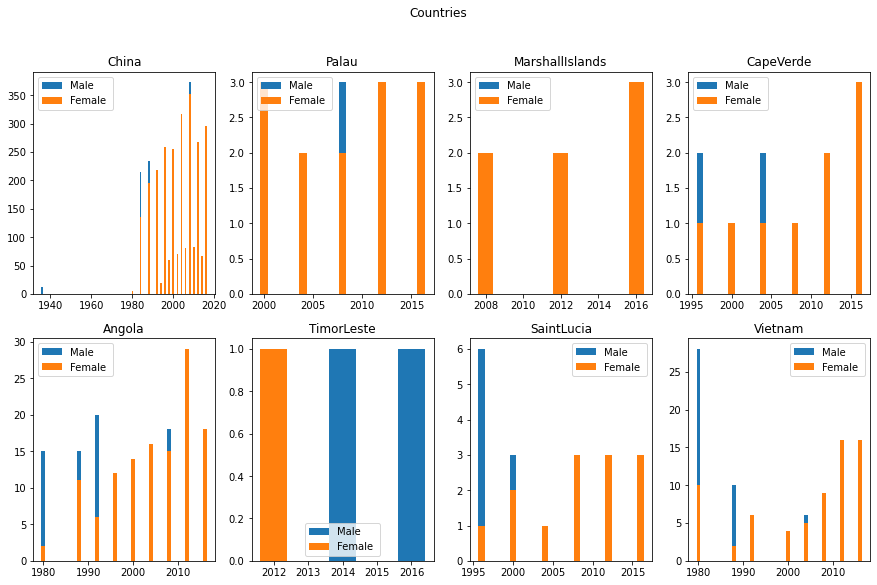 Countries
China
Male
Female
350
300
250
200
150
100
50
0
1940 1960 1980 2000 2020
Palau
Male
Female
3.0
2.5
2.0
1.5
1.0
0.5
0.0
2000 2005 2010 2015
MarshallIslands
Male
Female
3.0
2.5
2.0
1.5
1.0
0.5
0.0
2008 2010 2012 2014 2016
CapeVerde
Male
Female
3.0
2.5
2.0
1.5
1.0
0.5
0.0
1995 2000 2005 2010 2015
Angola
Male
Female
30
25
20
15
10
5
0
1980 1990 2000 2010
TimorLeste
1.0
0.8
0.6
0.4
0.2
0.0
Male
Female
2012 2013 2014 2015 2016
SaintLucia
Male
Female
6
5
4
3
2
1
0
1995 2000 2005 2010 2015
Vietnam
Male
Female
25
20
15
10
5
0
1980 1990 2000 2010